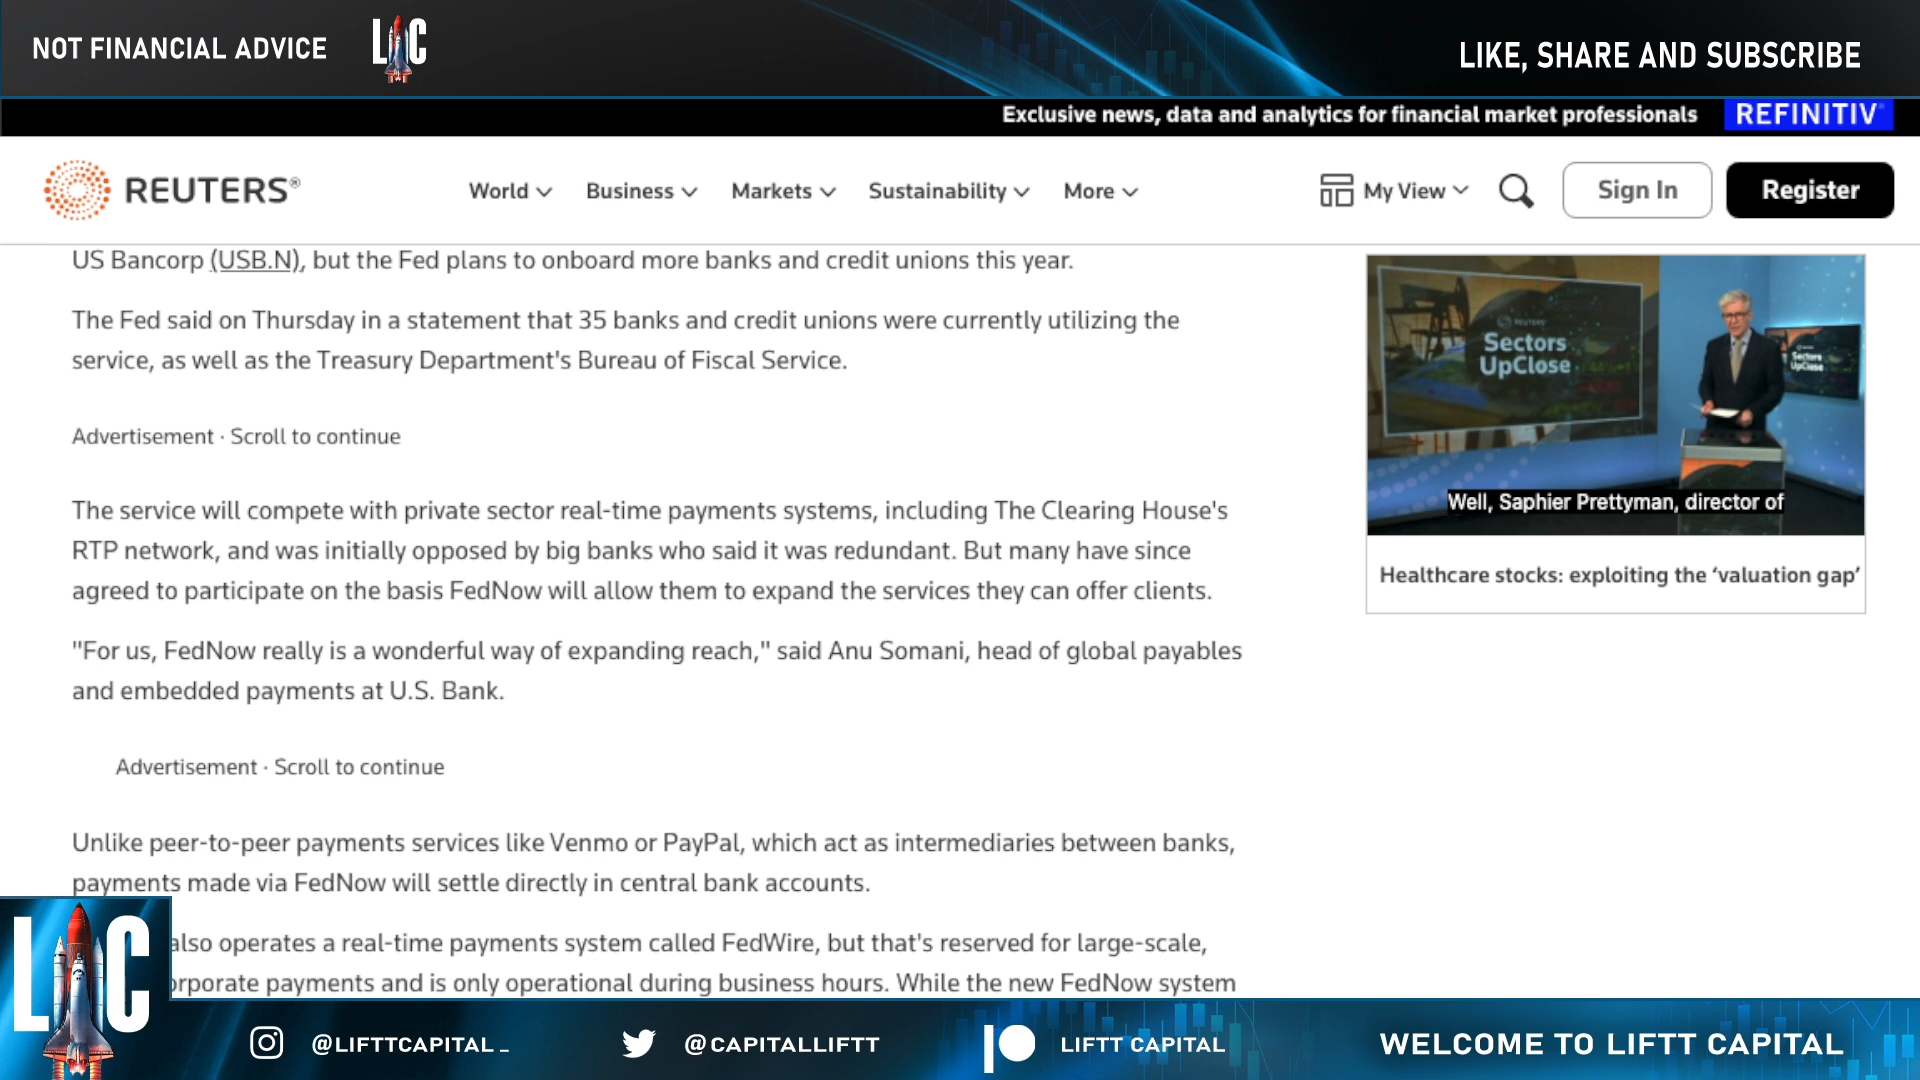 NOT FINANCIAL ADVICE
LC
LIKE, SHARE AND SUBSCRIBE
Exclusive news, data and analytics for financial market professionals
REFINITIV
REUTERS®
World
Business
Markets
Sustainability
More
My View
Sign In
Register
US Bancorp (USB.N), but the Fed plans to onboard more banks and credit unions this year.
The Fed said on Thursday in a statement that 35 banks and credit unions were currently utilizing the
service, as well as the Treasury Department's Bureau of Fiscal Service.
Advertisement · Scroll to continue
The service will compete with private sector real-time payments systems, including The Clearing House's
RTP network, and was initially opposed by big banks who said it was redundant. But many have since
agreed to participate on the basis FedNow will allow them to expand the services they can offer clients.
"For us, FedNow really is a wonderful way of expanding reach," said Anu Somani, head of global payables
and embedded payments at U.S. Bank.
Advertisement · Scroll to continue
Unlike peer-to-peer payments services like Venmo or PayPal, which act as intermediaries between banks,
payments made via FedNow will settle directly in central bank accounts.
also operates a real-time payments system called FedWire, but that's reserved for large-scale,
orporate payments and is only operational during business hours. While the new FedNow system
REUTERS
Sectors
UpClose
Sectors
UpClose
Well, Saphier Prettyman, director of
Healthcare stocks: exploiting the ‘valuation gap’
LC
@LIFTTCAPITAL_
@CAPITALLIFTT
LIFTT CAPITAL
WELCOME TO LIFTT CAPITAL